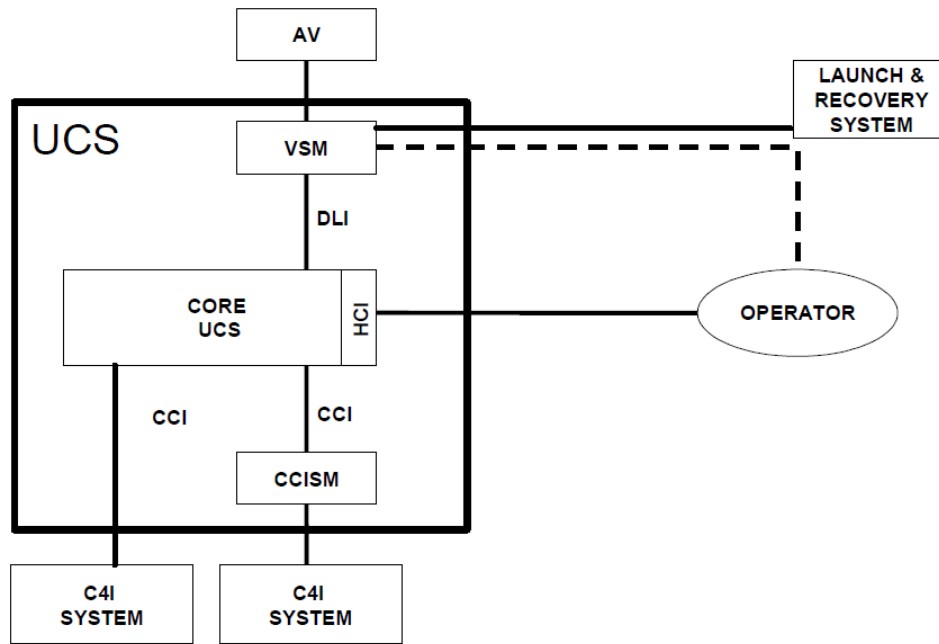 AV
LAUNCH &
RECOVERY
SYSTEM
UCS
VSM
DLI
CORE
UCS
HCI
OPERATOR
CCI
CCI
CCISM
C4I
SYSTEM
C4I
SYSTEM